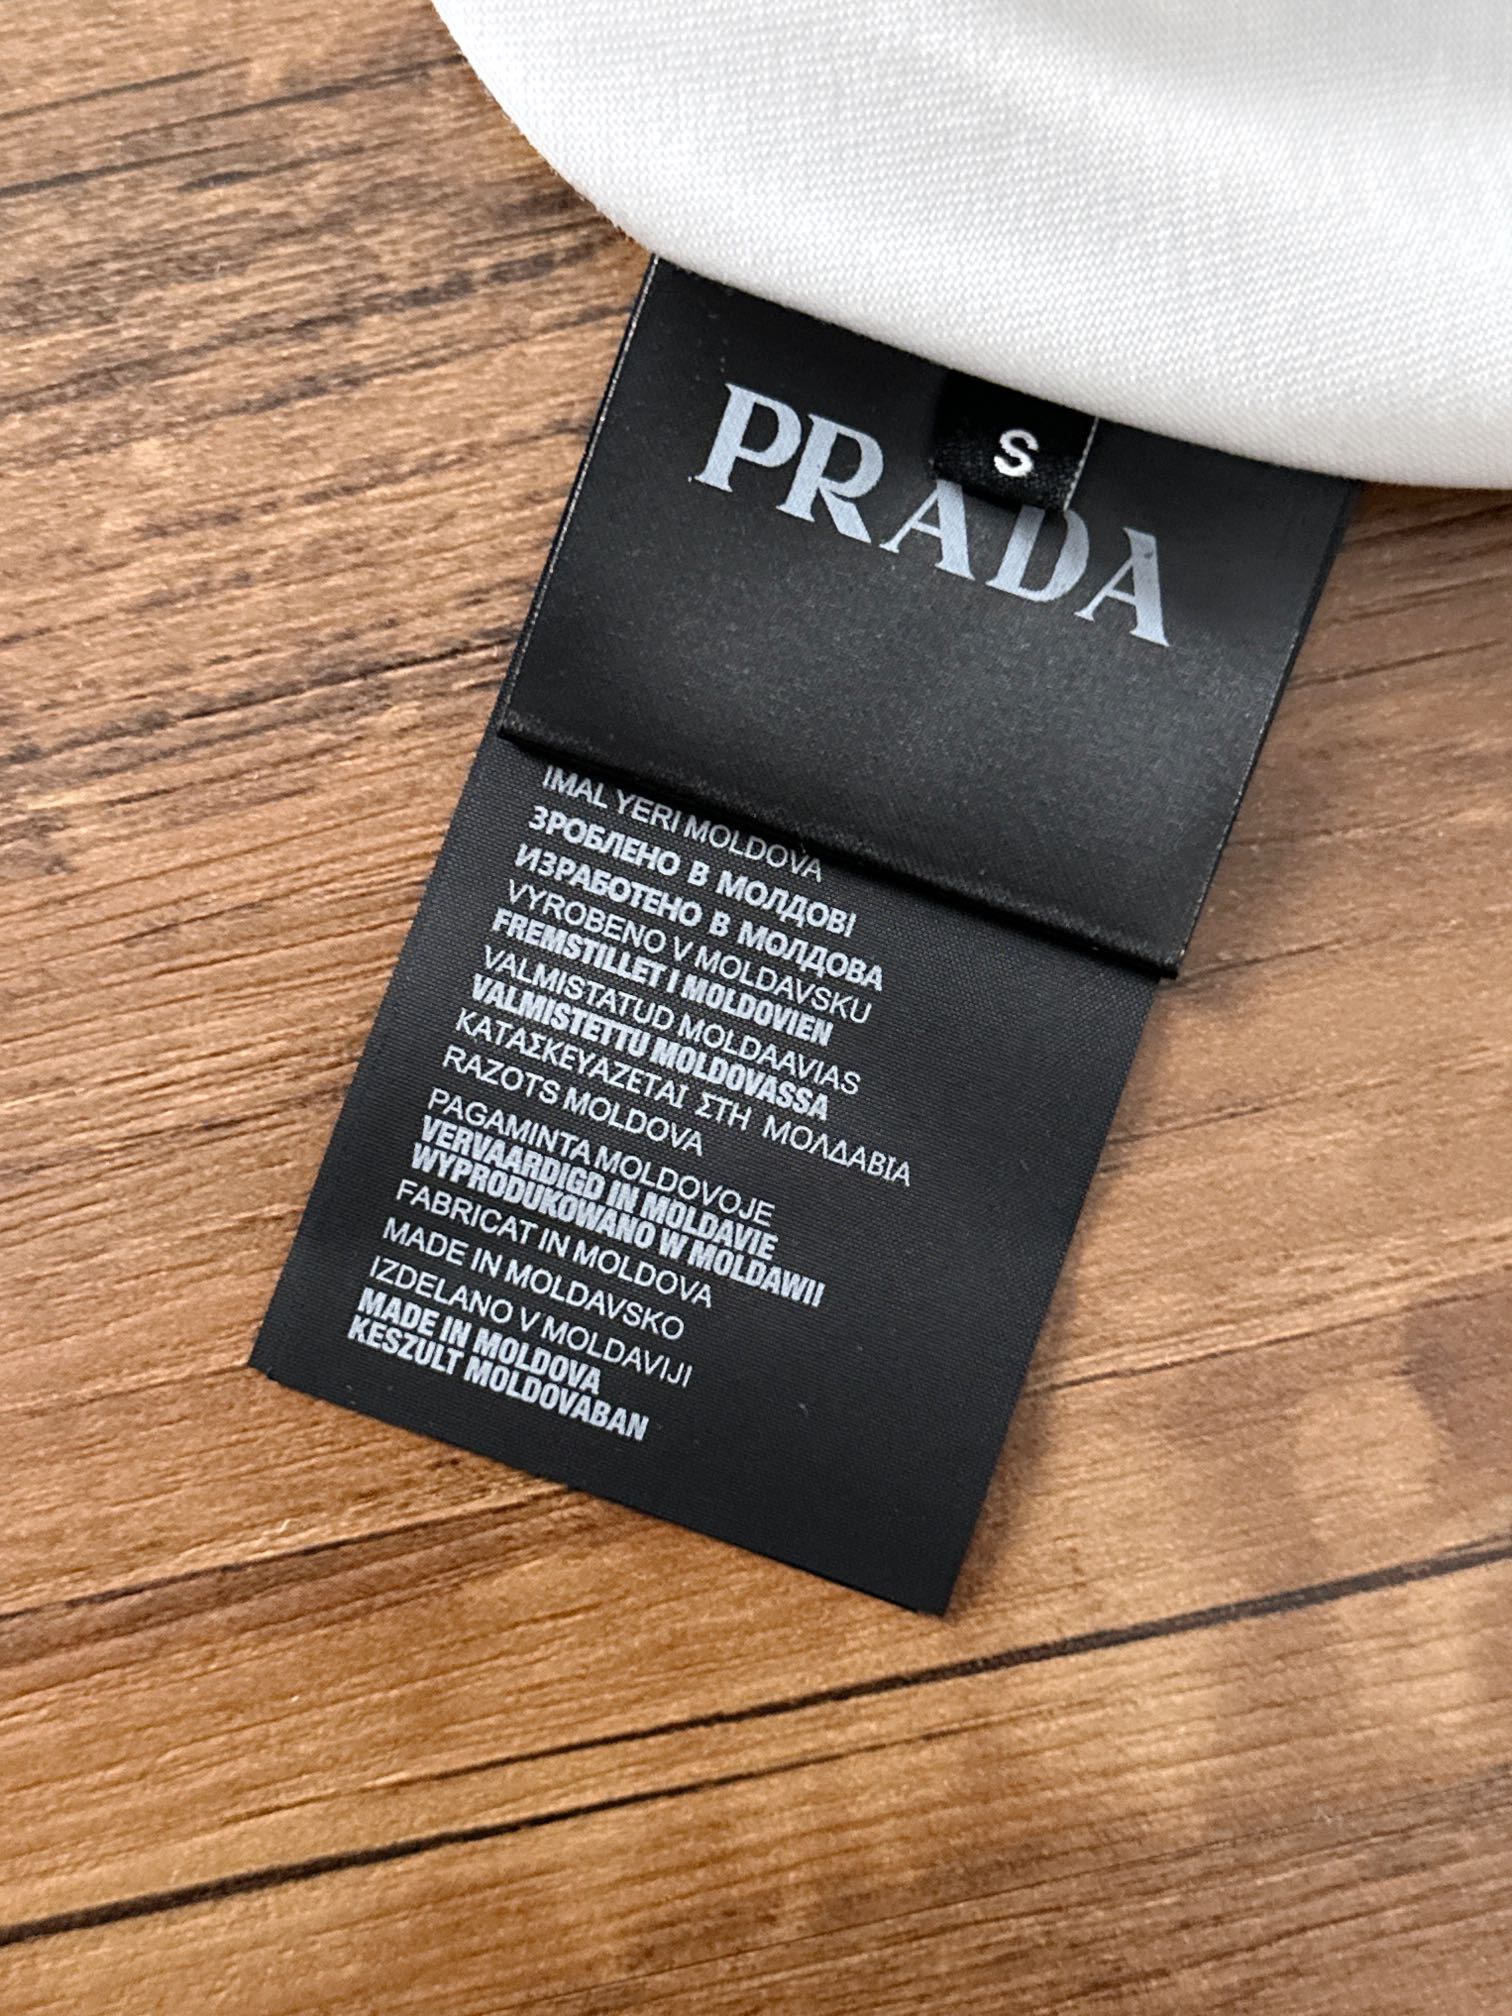 S
PRADA
IMAL YERI MOLDOVA
ЗРОБЛЕНО В МОЛДОВІ
ИЗРАБОТЕНО В МОЛДОВА
VYROBENO V MOLDAVSKU
FREMSTILLET I MOLDOVIEN
VALMISTATUD MOLDAAVIAS
VALMISTETTU MOLDOVASSA
ΚΑΤΑΣΚΕΥΑΖΕΤΑΙ ΣΤΗ ΜΟΛΔΑΒΙΑ
RAZOTS MOLDOVA
PAGAMINTA MOLDOVOJE
VERVAARDIGD IN MOLDAVIE
WYPRODUKOWANO W MOLDAWII
FABRICAT IN MOLDOVA
MADE IN MOLDAVSKO
IZDELANO V MOLDAVIJI
MADE IN MOLDOVA
KESZULT MOLDOVABAN